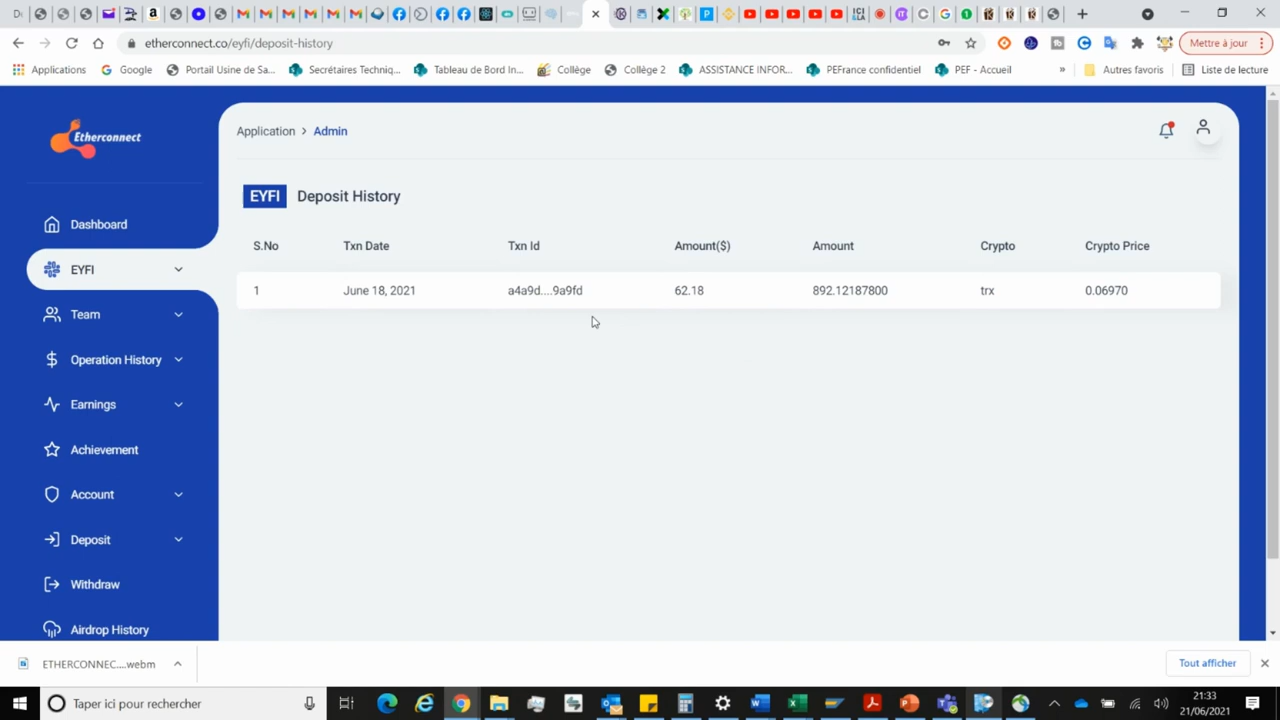 etherconnect.co/eyfi/deposit-history
Mettre à jour
Applications
Google
Portail Usine de Sa...
Secrétaires Techniq...
Tableau de Bord In...
Collège
Collège 2
ASSISTANCE INFOR...
PEFrance confidentiel
PEF - Accueil
»
Autres favoris
Liste de lecture
Etherconnect
Dashboard
EYFI
Team
Operation History
Earnings
Achievement
Account
Deposit
Withdraw
Airdrop History
Application > Admin
EYFI Deposit History
S.No Txn Date Txn Id Amount($) Amount Crypto Crypto Price
1 June 18, 2021 a4a9d....9a9fd 62.18 892.12187800 trx 0.06970
ETHERCONNEC....webm
Tout afficher
Taper ici pour rechercher
21:33
21/06/2021